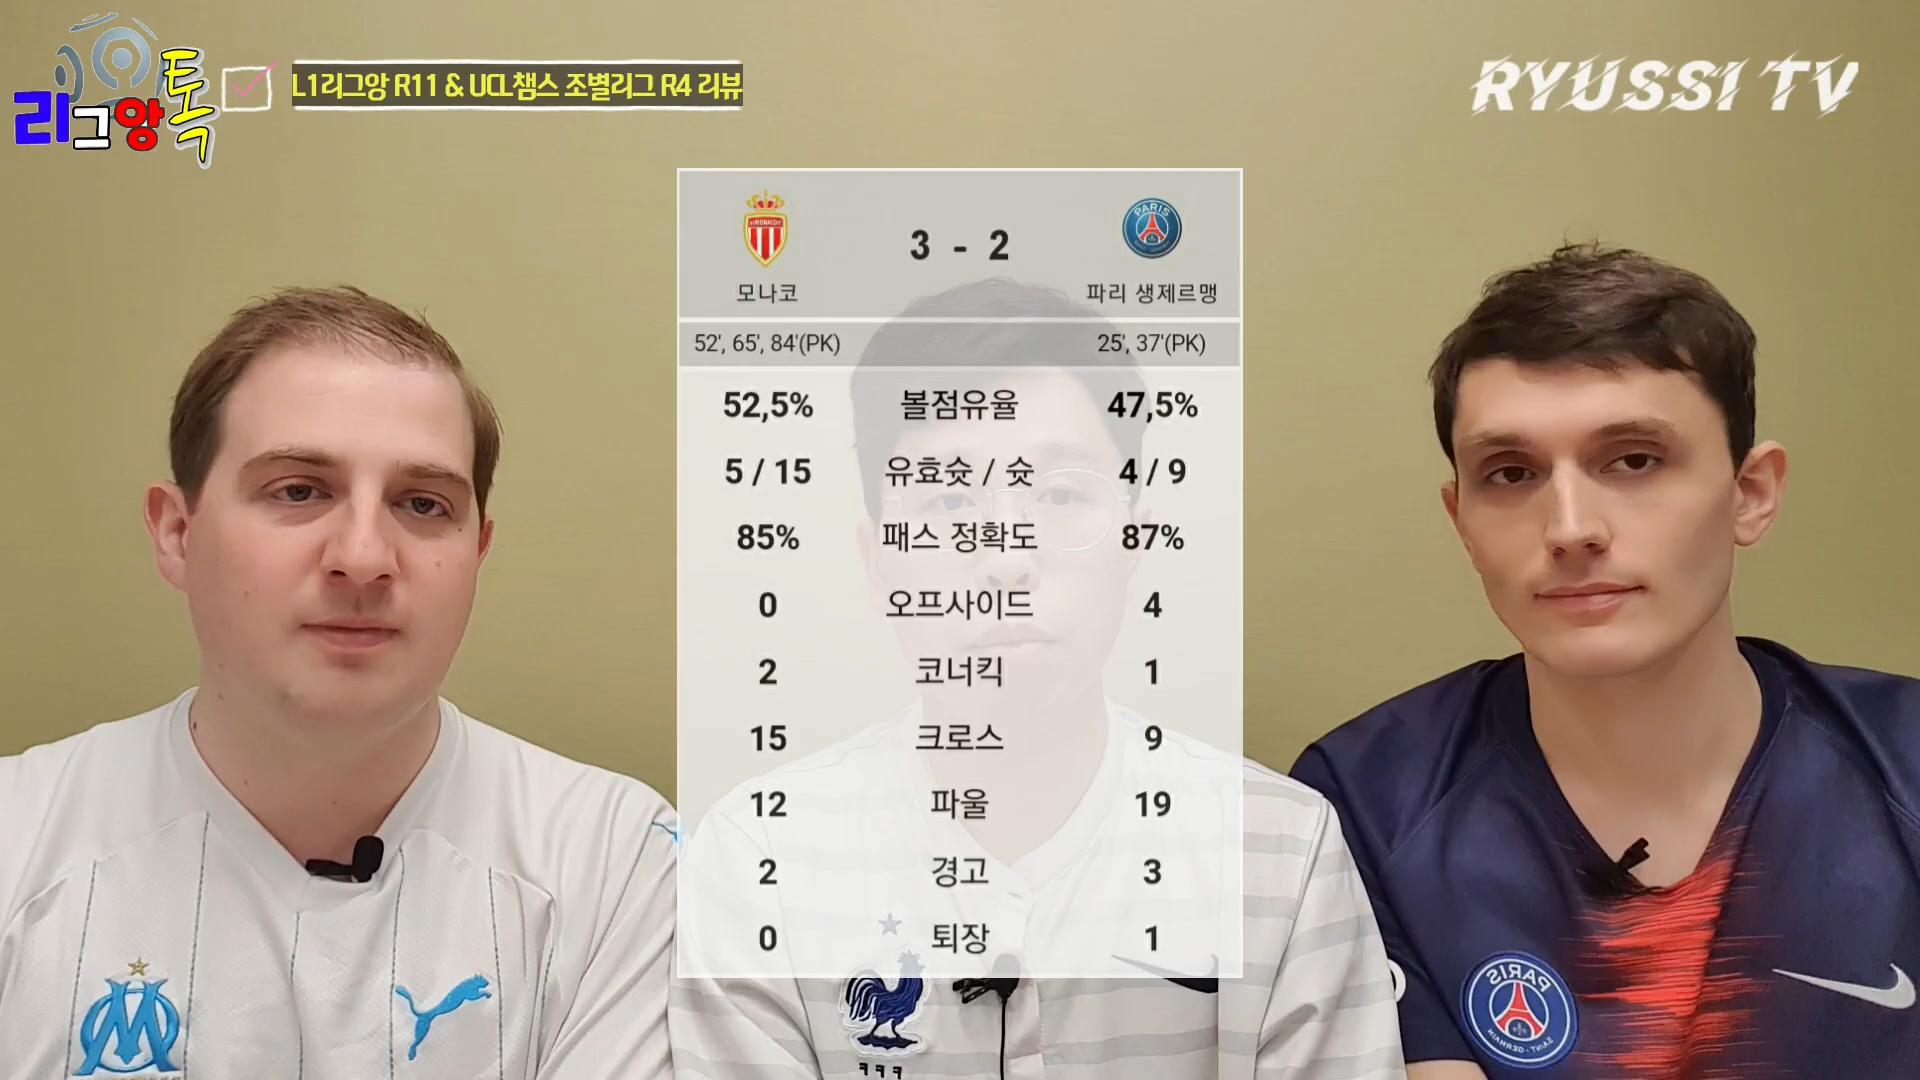 리그앙톡
L1리그앙 R11 & UCL챔스 조별리그 R4 리뷰
RYUSSI TV
3 - 2
모나코 파리 생제르맹
52', 65', 84'(PK) 25', 37'(PK)
52,5% 볼점유율 47,5%
5 / 15 유효슛 / 슛 4 / 9
85% 패스 정확도 87%
0 오프사이드 4
2 코너킥 1
15 크로스 9
12 파울 19
2 경고 3
0 퇴장 1
PARIS
PARIS
SAINT-GERMAIN
ㅋㅋㅋ